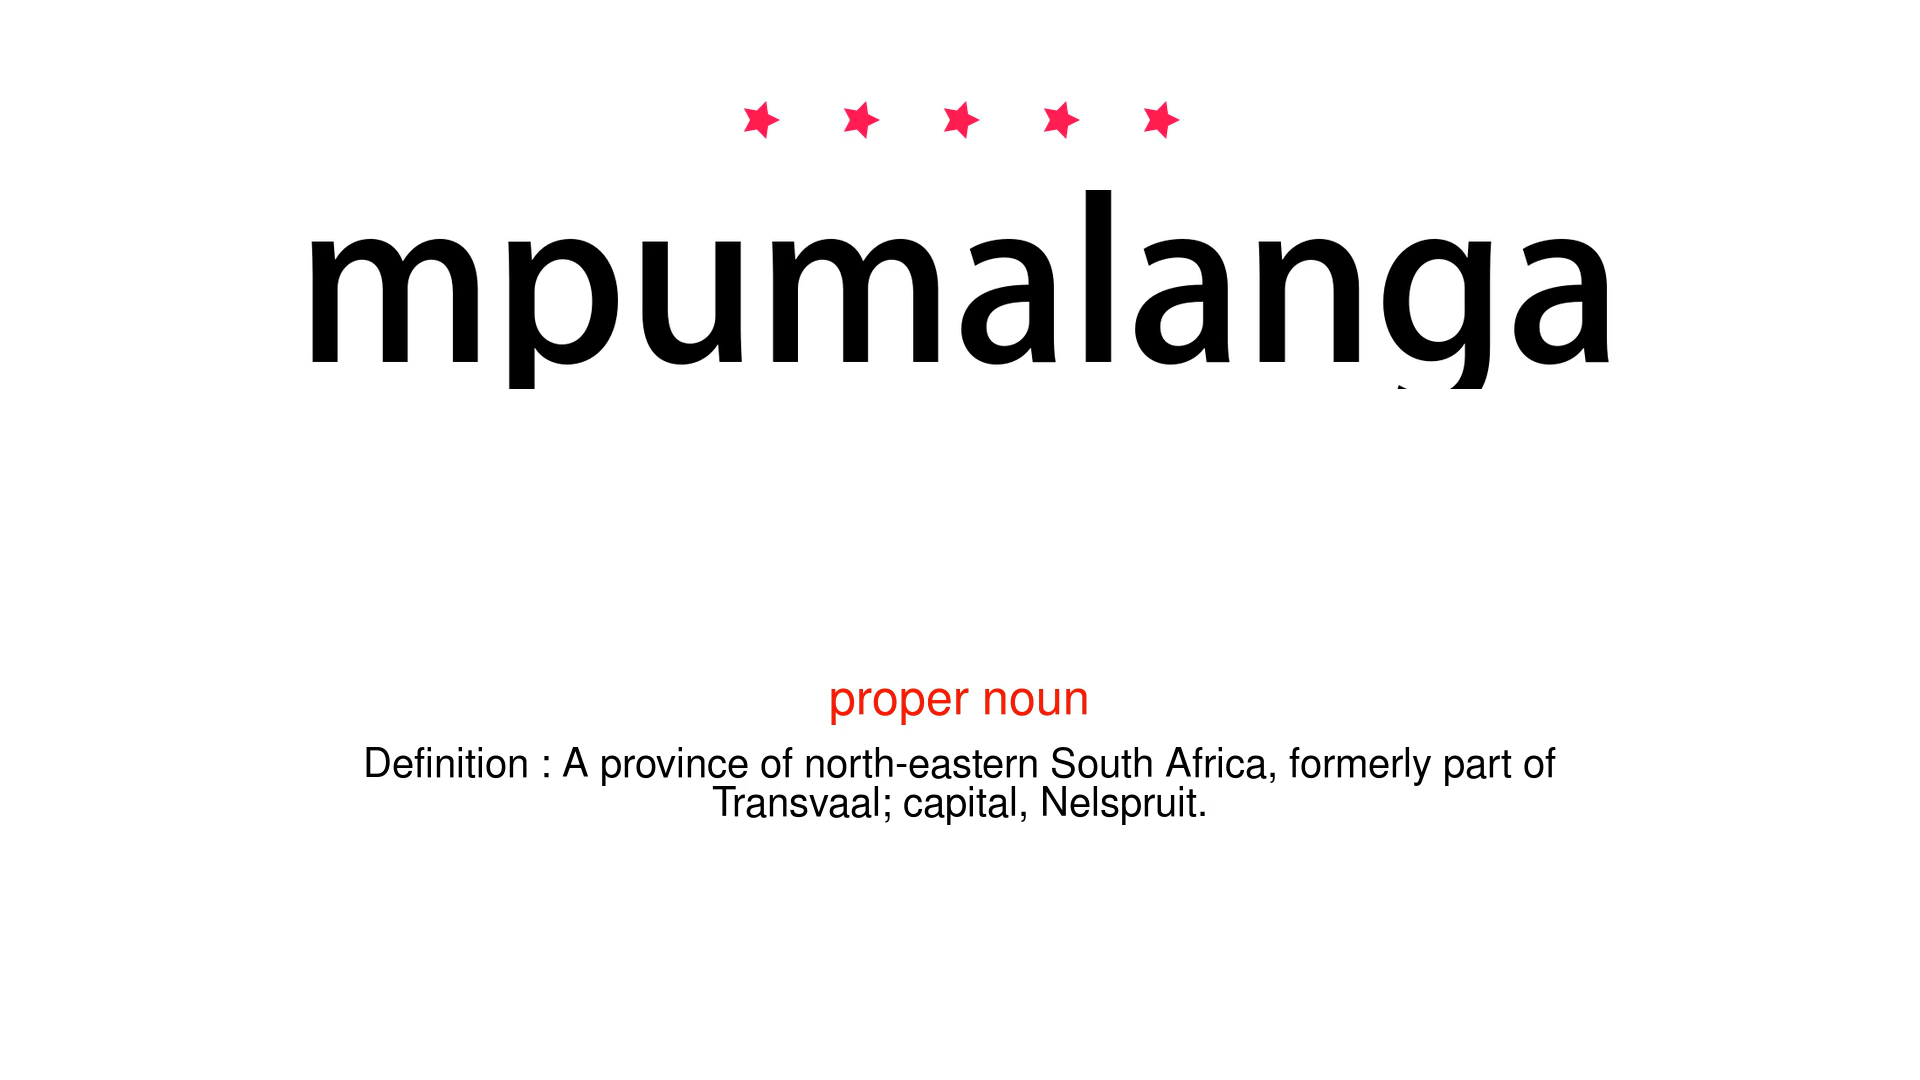 mpumalanga
proper noun
Definition : A province of north-eastern South Africa, formerly part of
Transvaal; capital, Nelspruit.